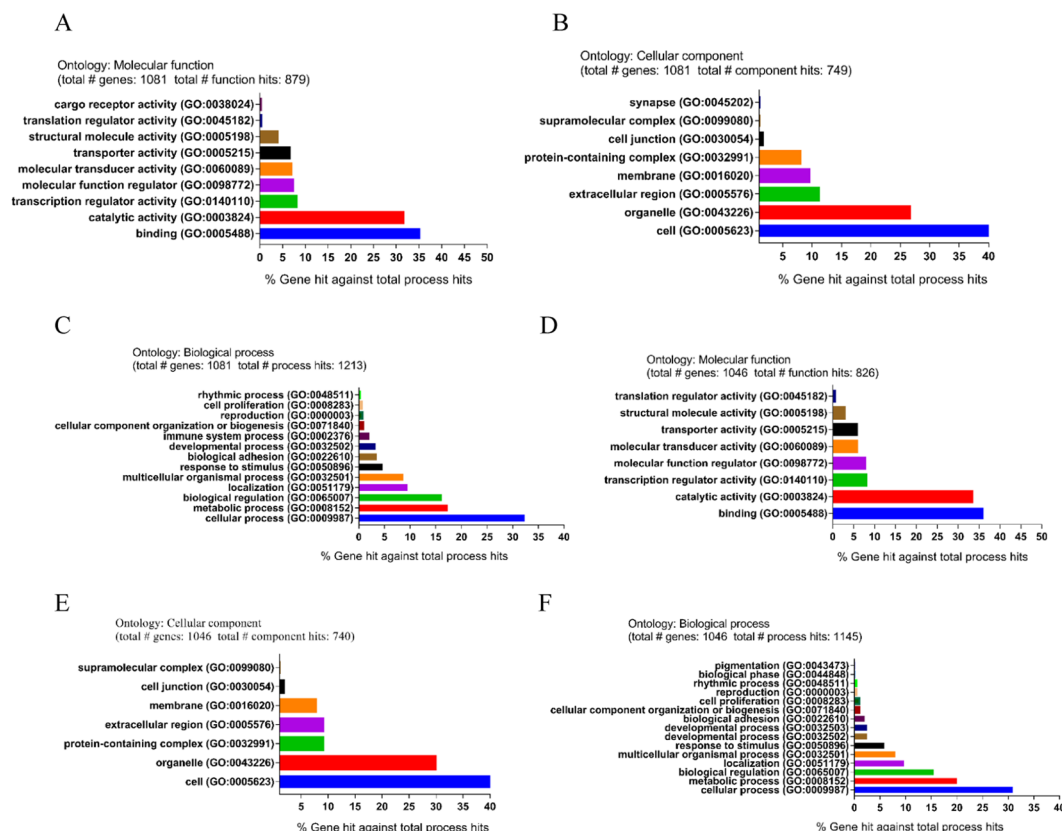 A
Ontology: Molecular function
(total # genes: 1081 total # function hits: 879)
cargo receptor activity (GO:0038024)
translation regulator activity (GO:0045182)
structural molecule activity (GO:0005198)
transporter activity (GO:0005215)
molecular transducer activity (GO:0060089)
molecular function regulator (GO:0098772)
transcription regulator activity (GO:0140110)
catalytic activity (GO:0003824)
binding (GO:0005488)
0 5 10 15 20 25 30 35 40 45 50
% Gene hit against total process hits
B
Ontology: Cellular component
(total # genes: 1081 total # component hits: 749)
synapse (GO:0045202)
supramolecular complex (GO:0099080)
cell junction (GO:0030054)
protein-containing complex (GO:0032991)
membrane (GO:0016020)
extracellular region (GO:0005576)
organelle (GO:0043226)
cell (GO:0005623)
5 10 15 20 25 30 35 40
% Gene hit against total process hits
C
Ontology: Biological process
(total # genes: 1081 total # process hits: 1213)
rhythmic process (GO:0048511)
cell proliferation (GO:0008283)
reproduction (GO:0000003)
cellular component organization or biogenesis (GO:0071840)
immune system process (GO:0002376)
developmental process (GO:0032502)
biological adhesion (GO:0022610)
response to stimulus (GO:0050896)
multicellular organismal process (GO:0032501)
localization (GO:0051179)
biological regulation (GO:0065007)
metabolic process (GO:0008152)
cellular process (GO:0009987)
0 5 10 15 20 25 30 35 40
% Gene hit against total process hits
D
Ontology: Molecular function
(total # genes: 1046 total # function hits: 826)
translation regulator activity (GO:0045182)
structural molecule activity (GO:0005198)
transporter activity (GO:0005215)
molecular transducer activity (GO:0060089)
molecular function regulator (GO:0098772)
transcription regulator activity (GO:0140110)
catalytic activity (GO:0003824)
binding (GO:0005488)
0 5 10 15 20 25 30 35 40 45 50
% Gene hit against total process hits
E
Ontology: Cellular component
(total # genes: 1046 total # component hits: 740)
supramolecular complex (GO:0099080)
cell junction (GO:0030054)
membrane (GO:0016020)
extracellular region (GO:0005576)
protein-containing complex (GO:0032991)
organelle (GO:0043226)
cell (GO:0005623)
5 10 15 20 25 30 35 40
% Gene hit against total process hits
F
Ontology: Biological process
(total # genes: 1046 total # process hits: 1145)
pigmentation (GO:0043473)
biological phase (GO:0044848)
rhythmic process (GO:0048511)
reproduction (GO:0000003)
cell proliferation (GO:0008283)
cellular component organization or biogenesis (GO:0071840)
biological adhesion (GO:0022610)
developmental process (GO:0032503)
developmental process (GO:0032502)
response to stimulus (GO:0050896)
multicellular organismal process (GO:0032501)
localization (GO:0051179)
biological regulation (GO:0065007)
metabolic process (GO:0008152)
cellular process (GO:0009987)
0 5 10 15 20 25 30 35 40
% Gene hit against total process hits